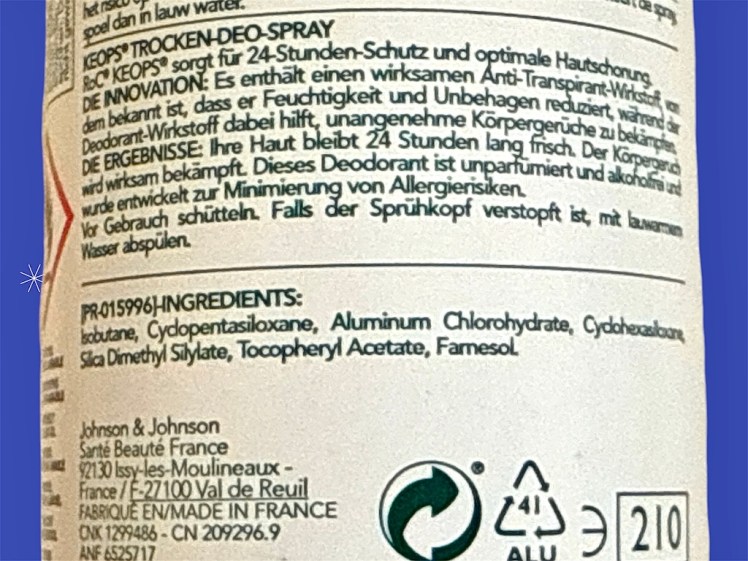 spoel dan in lauw water.
KEOPS® TROCKEN-DEO-SPRAY
RoC® KEOPS® sorgt für 24-Stunden-Schutz und optimale Hautschonung.
DIE INNOVATION: Es enthält einen wirksamen Anti-Transpirant-Wirkstoff, von
dem bekannt ist, dass er Feuchtigkeit und Unbehagen reduziert, während der
Deodorant-Wirkstoff dabei hilft, unangenehme Körpergerüche zu bekämpfen.
DIE ERGEBNISSE: Ihre Haut bleibt 24 Stunden lang frisch. Der Körpergeruch
wird wirksam bekämpft. Dieses Deodorant ist unparfümiert und alkoholfrei und
wurde entwickelt zur Minimierung von Allergierisiken.
Vor Gebrauch schütteln. Falls der Sprühkopf verstopft ist, mit lauwarmem
Wasser abspülen.
[PR-015996]-INGREDIENTS:
Isobutane, Cyclopentasiloxane, Aluminum Chlorohydrate, Cyclohexasiloxane,
Silica Dimethyl Silylate, Tocopheryl Acetate, Farnesol.
Johnson & Johnson
Santé Beauté France
92130 Issy-les-Moulineaux -
France / F-27100 Val de Reuil
FABRIQUÉ EN/MADE IN FRANCE
CNK 1299486 - CN 209296.9
ANF 6525717
®
41
ALU
210